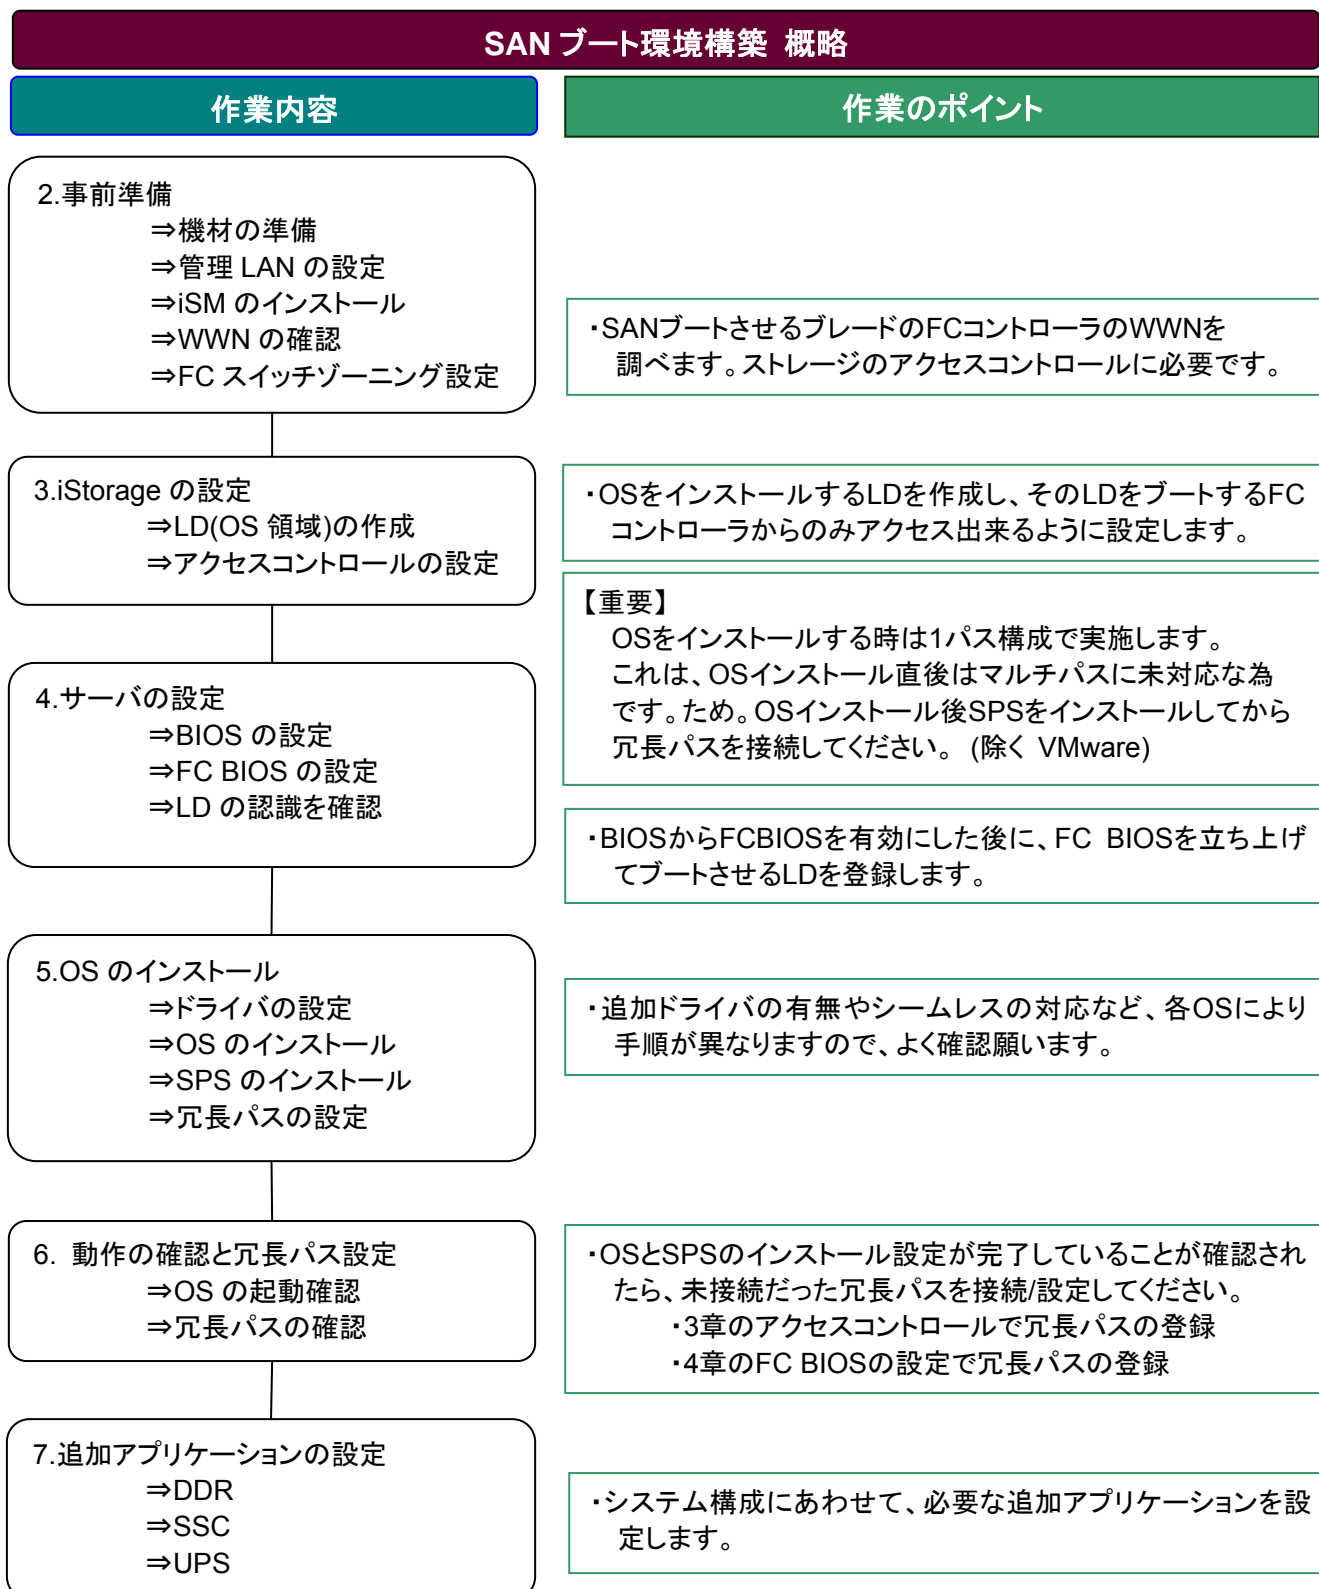 SAN ブート環境構築 概略
作業内容
作業のポイント
2.事前準備
⇒機材の準備
⇒管理 LAN の設定
⇒iSM のインストール
⇒WWN の確認
⇒FC スイッチゾーニング設定
・SANブートさせるブレードのFCコントローラのWWNを
調べます。ストレージのアクセスコントロールに必要です。
3.iStorage の設定
⇒LD(OS 領域)の作成
⇒アクセスコントロールの設定
・OSをインストールするLDを作成し、そのLDをブートするFC
コントローラからのみアクセス出来るように設定します。
【重要】
OSをインストールする時は1パス構成で実施します。
これは、OSインストール直後はマルチパスに未対応な為
です。ため。OSインストール後SPSをインストールしてから
冗長パスを接続してください。 (除く VMware)
4.サーバの設定
⇒BIOS の設定
⇒FC BIOS の設定
⇒LD の認識を確認
・BIOSからFCBIOSを有効にした後に、FC BIOSを立ち上げ
てブートさせるLDを登録します。
5.OS のインストール
⇒ドライバの設定
⇒OS のインストール
⇒SPS のインストール
⇒冗長パスの設定
・追加ドライバの有無やシームレスの対応など、各OSにより
手順が異なりますので、よく確認願います。
6. 動作の確認と冗長パス設定
⇒OS の起動確認
⇒冗長パスの確認
・OSとSPSのインストール設定が完了していることが確認され
たら、未接続だった冗長パスを接続/設定してください。
・3章のアクセスコントロールで冗長パスの登録
・4章のFC BIOSの設定で冗長パスの登録
7.追加アプリケーションの設定
⇒DDR
⇒SSC
⇒UPS
・システム構成にあわせて、必要な追加アプリケーションを設
定します。